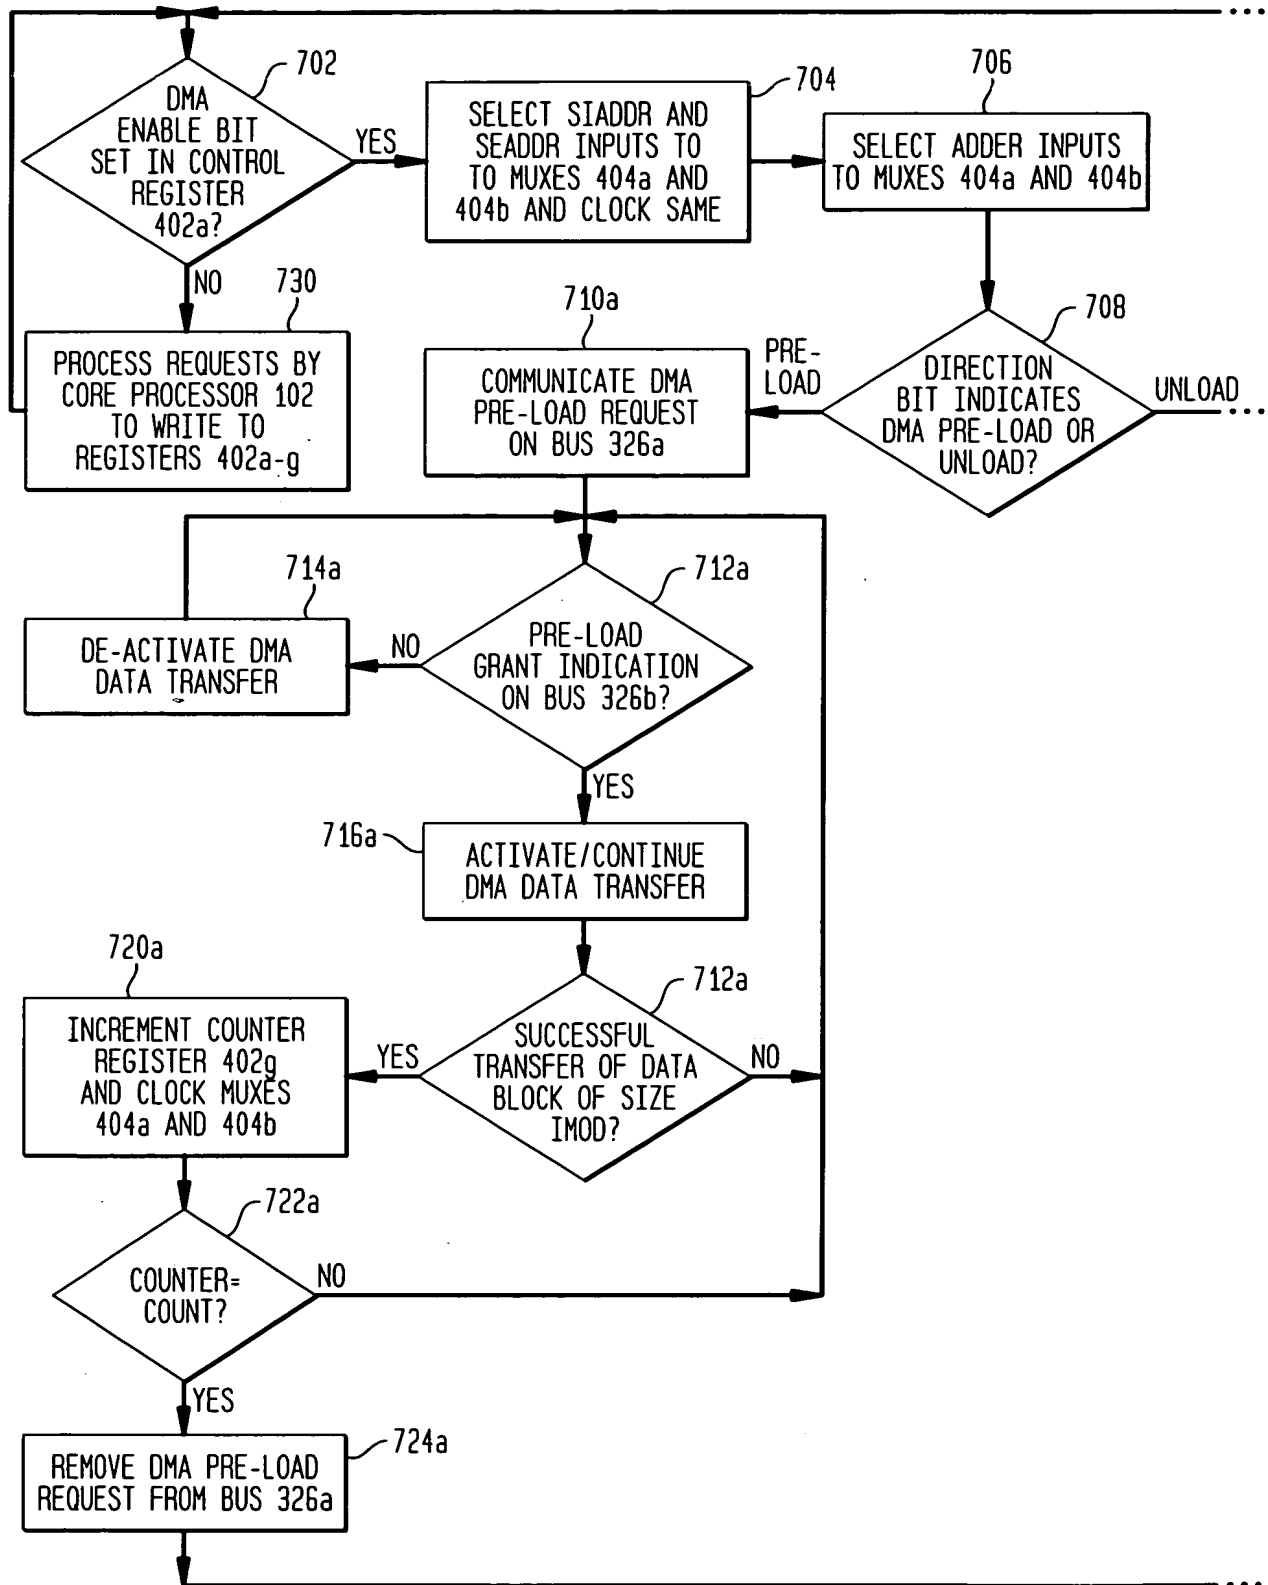 702
DMA
ENABLE BIT
SET IN CONTROL
REGISTER
402a?
YES
NO
704
SELECT SIADDR AND
SEADDR INPUTS TO
TO MUXES 404a AND
404b AND CLOCK SAME
706
SELECT ADDER INPUTS
TO MUXES 404a AND 404b
730
PROCESS REQUESTS BY
CORE PROCESSOR 102
TO WRITE TO
REGISTERS 402a-g
708
DIRECTION
BIT INDICATES
DMA PRE-LOAD OR
UNLOAD?
PRE-
LOAD
UNLOAD
710a
COMMUNICATE DMA
PRE-LOAD REQUEST
ON BUS 326a
712a
PRE-LOAD
GRANT INDICATION
ON BUS 326b?
NO
YES
714a
DE-ACTIVATE DMA
DATA TRANSFER
716a
ACTIVATE/CONTINUE
DMA DATA TRANSFER
712a
SUCCESSFUL
TRANSFER OF DATA
BLOCK OF SIZE
IMOD?
YES
NO
720a
INCREMENT COUNTER
REGISTER 402g
AND CLOCK MUXES
404a AND 404b
722a
COUNTER=
COUNT?
NO
YES
724a
REMOVE DMA PRE-LOAD
REQUEST FROM BUS 326a